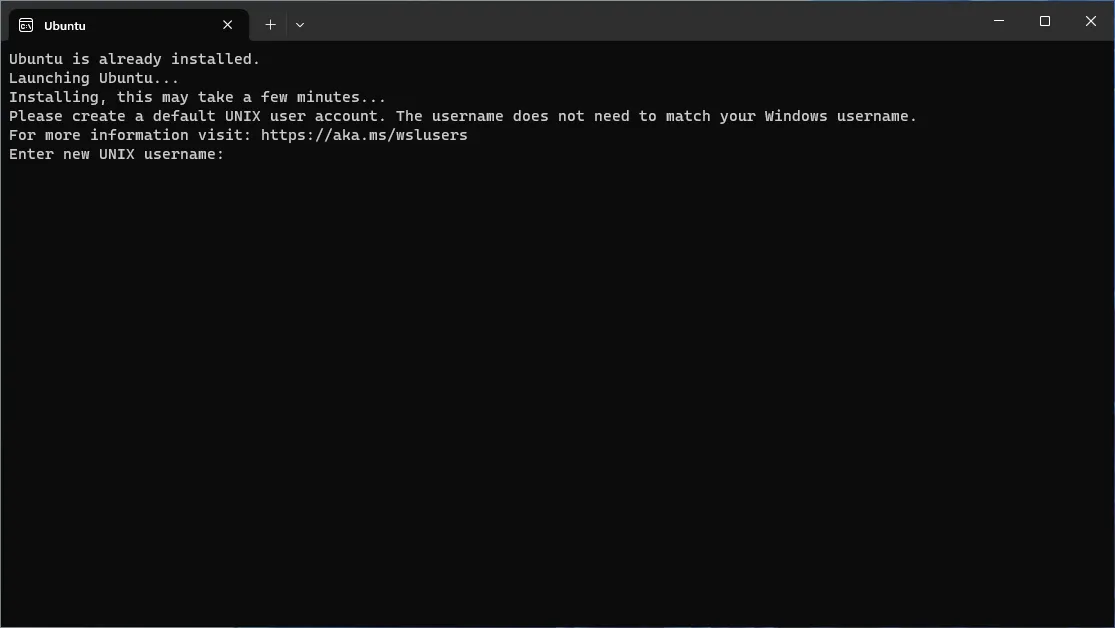 Ubuntu
Ubuntu is already installed.
Launching Ubuntu...
Installing, this may take a few minutes...
Please create a default UNIX user account. The username does not need to match your Windows username.
For more information visit: https://aka.ms/wslusers
Enter new UNIX username: